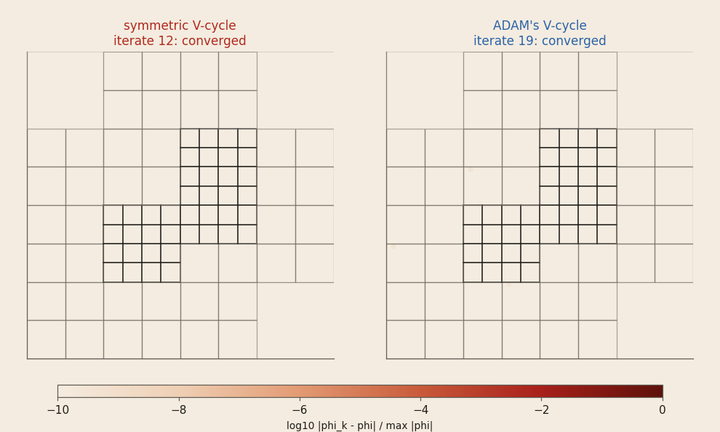 symmetric V-cycle
iterate 12: converged
ADAM's V-cycle
iterate 19: converged
−10 −8 −6 −4 −2 0
log10 |phi_k - phi| / max |phi|